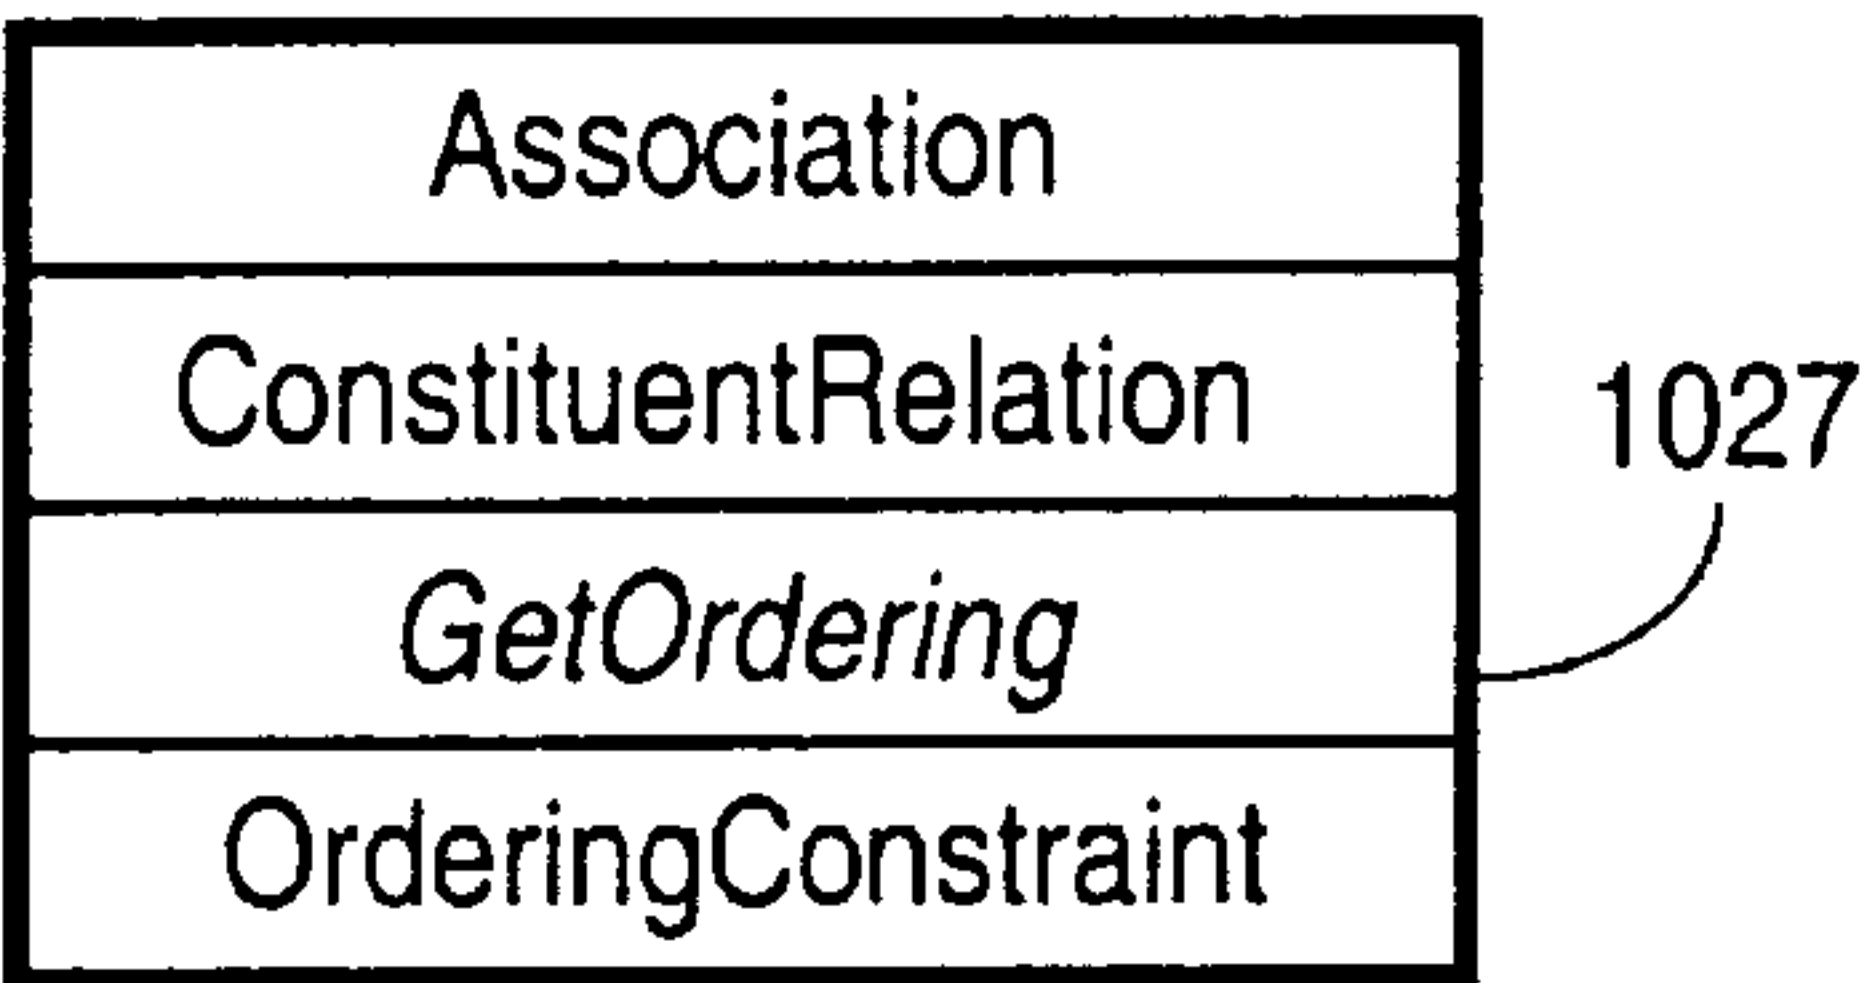 Association
ConstituentRelation
1027
GetOrdering
OrderingConstraint